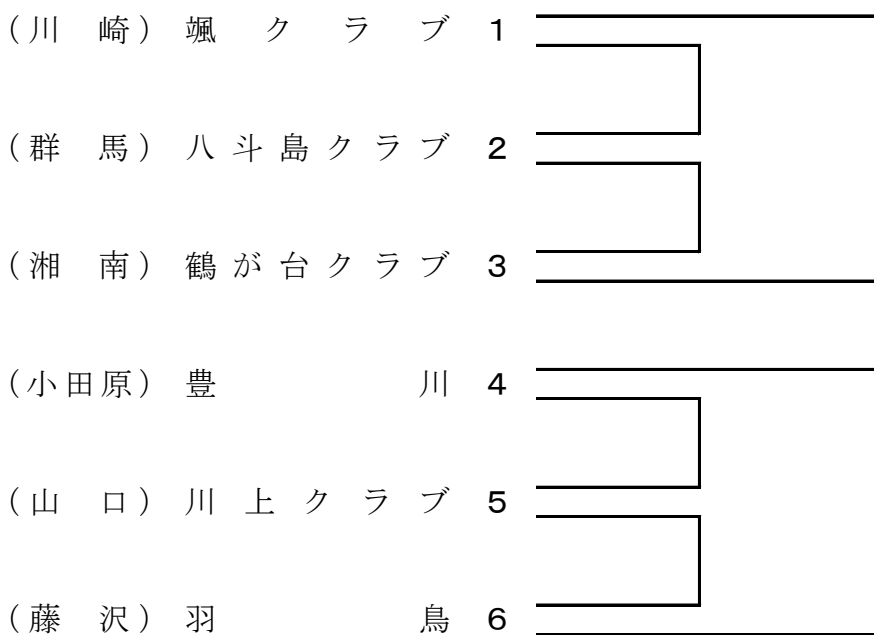 (川崎) 颯クラブ 1
(群馬) 八斗島クラブ 2
(湘南) 鶴が台クラブ 3
(小田原) 豊川 4
(山口) 川上クラブ 5
(藤沢) 羽鳥 6